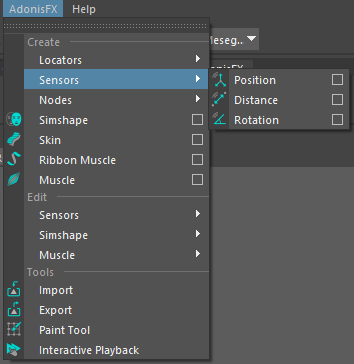 AdonisFX Help
Create
Locators
Sensors
Nodes
Simshape
Skin
Ribbon Muscle
Muscle
Edit
Sensors
Simshape
Muscle
Tools
Import
Export
Paint Tool
Interactive Playback
Position
Distance
Rotation